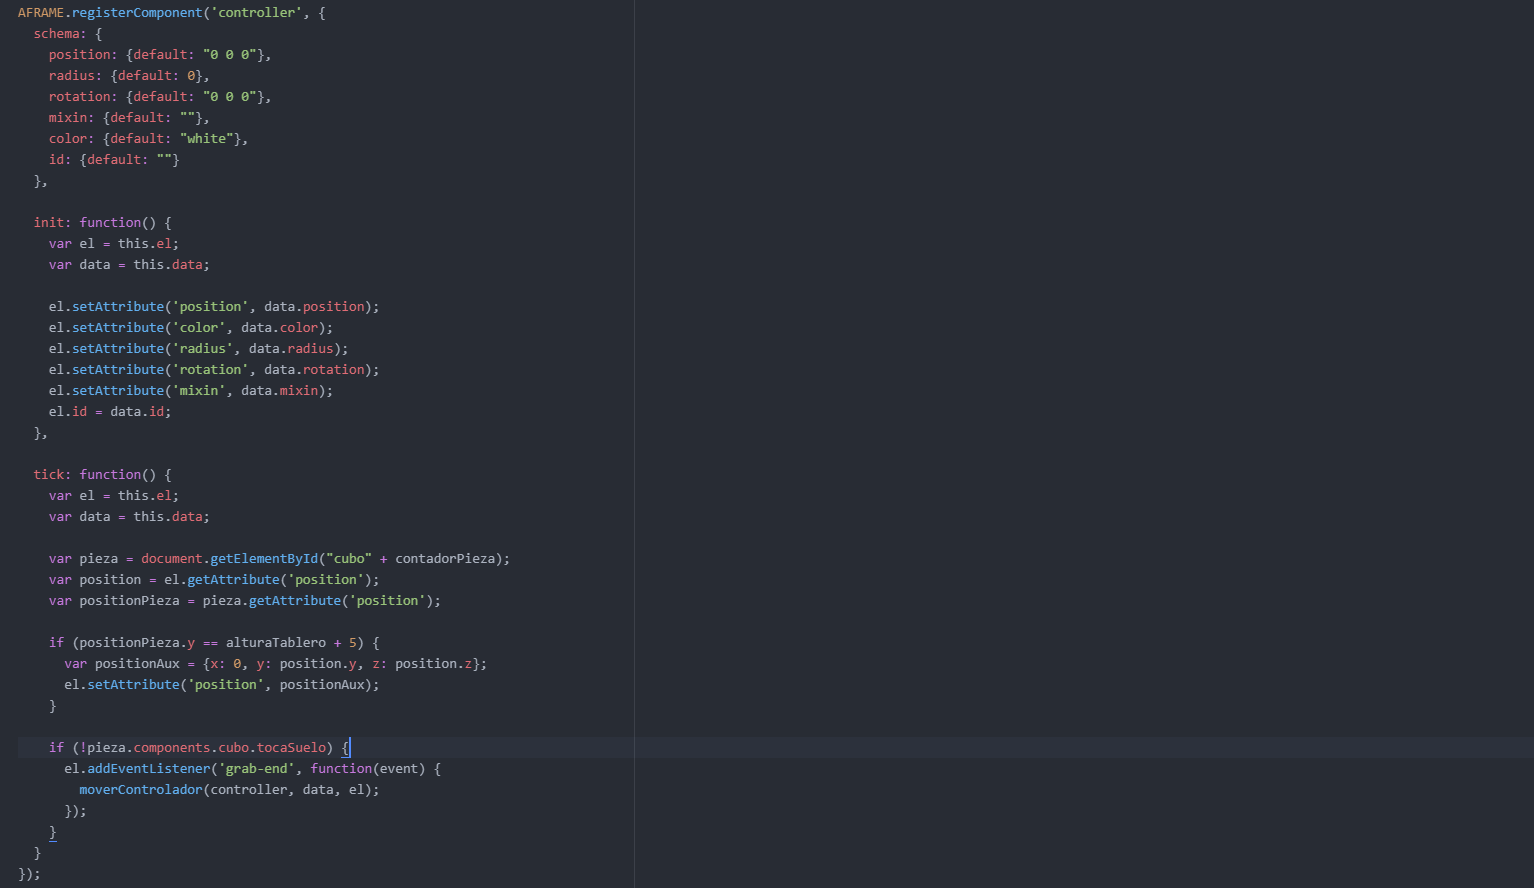 AFRAME.registerComponent('controller', {
  schema: {
    position: {default: "0 0 0"},
    radius: {default: 0},
    rotation: {default: "0 0 0"},
    mixin: {default: ""},
    color: {default: "white"},
    id: {default: ""}
  },

  init: function() {
    var el = this.el;
    var data = this.data;

    el.setAttribute('position', data.position);
    el.setAttribute('color', data.color);
    el.setAttribute('radius', data.radius);
    el.setAttribute('rotation', data.rotation);
    el.setAttribute('mixin', data.mixin);
    el.id = data.id;
  },

  tick: function() {
    var el = this.el;
    var data = this.data;

    var pieza = document.getElementById("cubo" + contadorPieza);
    var position = el.getAttribute('position');
    var positionPieza = pieza.getAttribute('position');

    if (positionPieza.y == alturaTablero + 5) {
      var positionAux = {x: 0, y: position.y, z: position.z};
      el.setAttribute('position', positionAux);
    }

    if (!pieza.components.cubo.tocaSuelo) {
      el.addEventListener('grab-end', function(event) {
        moverControlador(controller, data, el);
      });
    }
  }
});